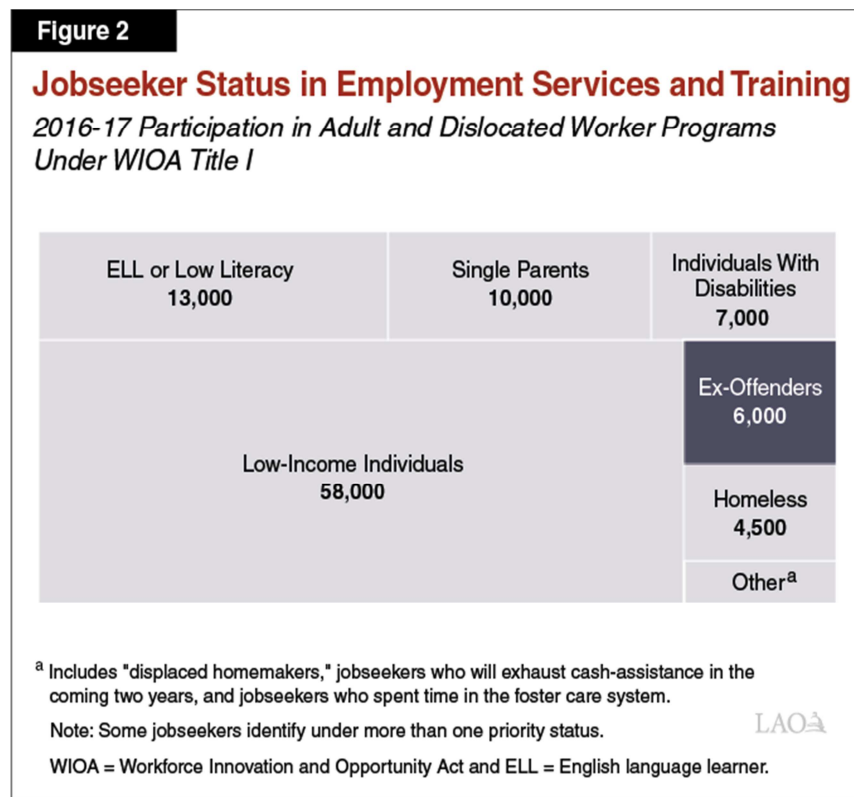 Figure 2
Jobseeker Status in Employment Services and Training
2016-17 Participation in Adult and Dislocated Worker Programs
Under WIOA Title I
ELL or Low Literacy
13,000
Single Parents
10,000
Individuals With
Disabilities
7,000
Low-Income Individuals
58,000
Ex-Offenders
6,000
Homeless
4,500
Other a
a Includes "displaced homemakers," jobseekers who will exhaust cash-assistance in the
coming two years, and jobseekers who spent time in the foster care system.
Note: Some jobseekers identify under more than one priority status.
LAO
WIOA = Workforce Innovation and Opportunity Act and ELL = English language learner.